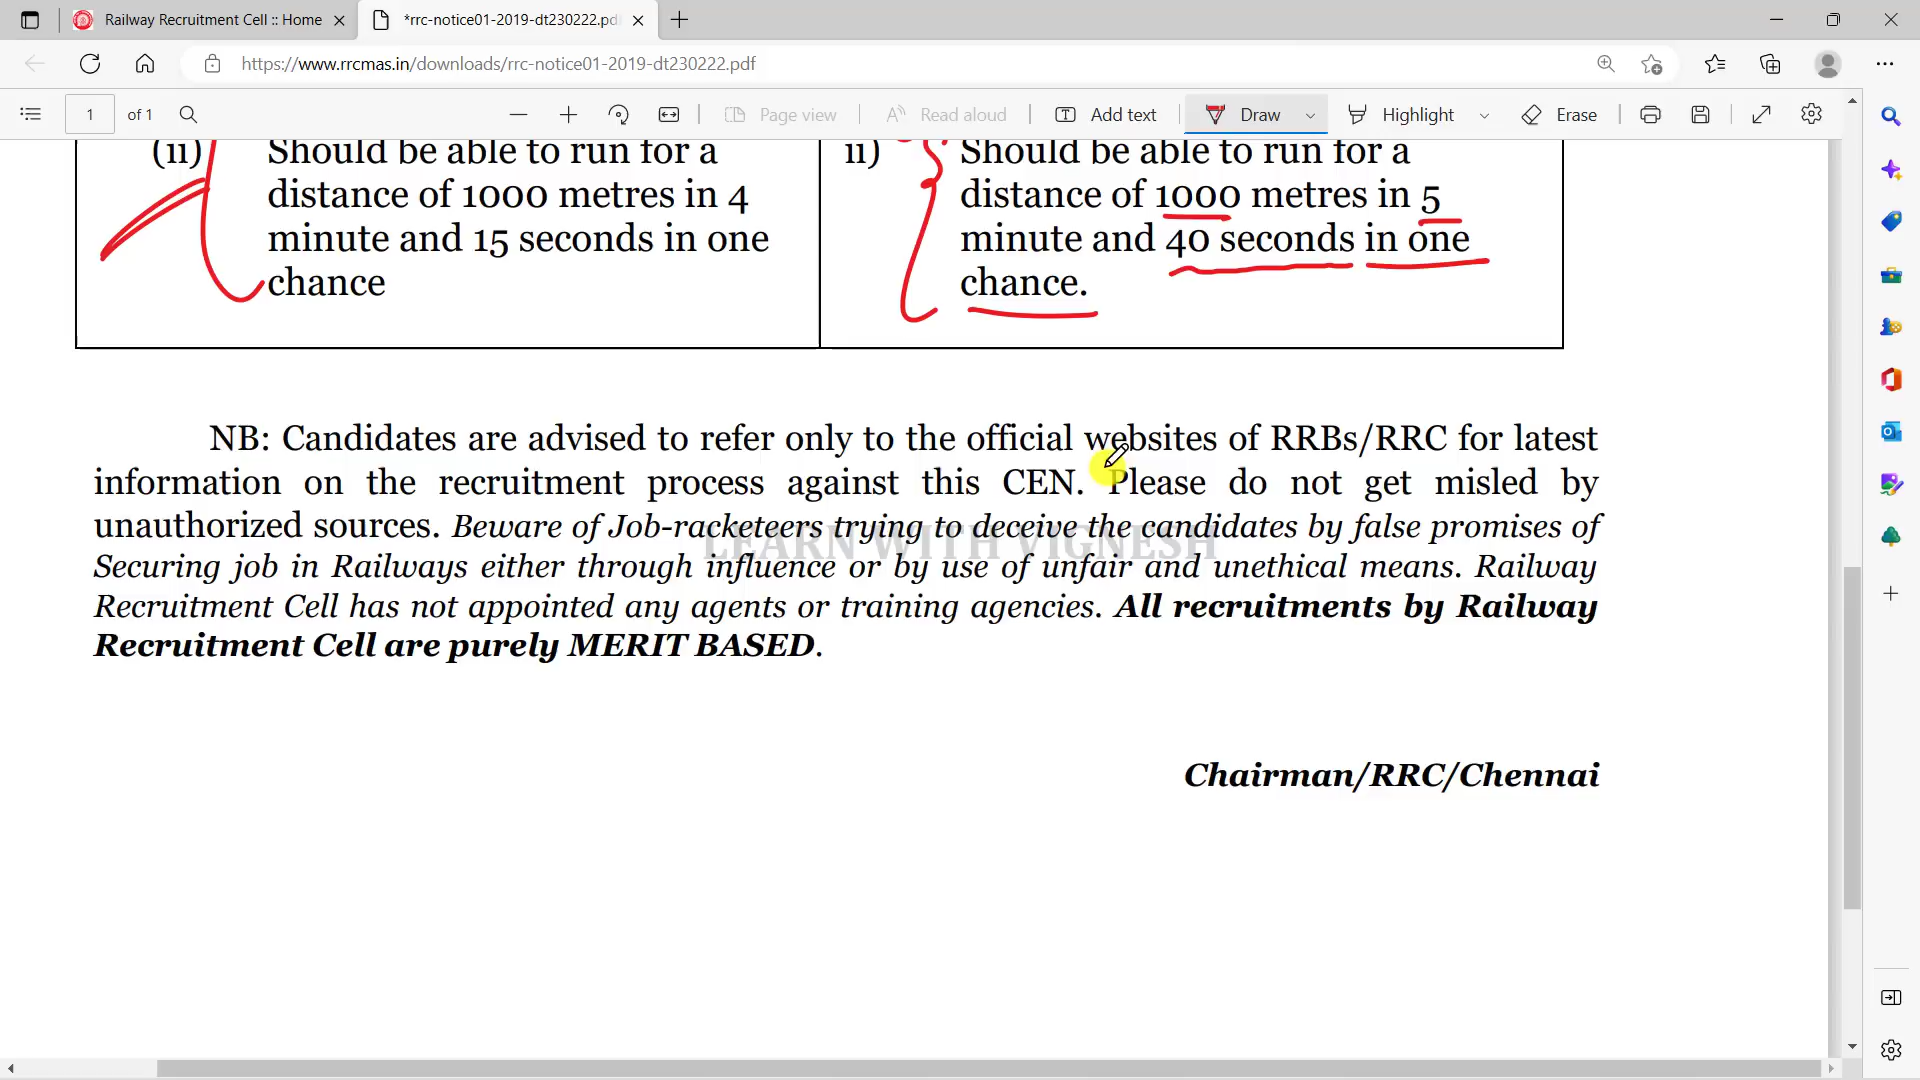 Railway Recruitment Cell :: Home
*rrc-notice01-2019-dt230222.pd
https://www.rrcmas.in/downloads/rrc-notice01-2019-dt230222.pdf
1 of 1
Page view
Read aloud
Add text
Draw
Highlight
Erase
(ii) Should be able to run for a
distance of 1000 metres in 4
minute and 15 seconds in one
chance
ii) Should be able to run for a
distance of 1000 metres in 5
minute and 40 seconds in one
chance.
NB: Candidates are advised to refer only to the official websites of RRBs/RRC for latest
information on the recruitment process against this CEN. Please do not get misled by
unauthorized sources. Beware of Job-racketeers trying to deceive the candidates by false promises of
Securing job in Railways either through influence or by use of unfair and unethical means. Railway
Recruitment Cell has not appointed any agents or training agencies. All recruitments by Railway
Recruitment Cell are purely MERIT BASED.
LEARN WITH VIGNESH
Chairman/RRC/Chennai